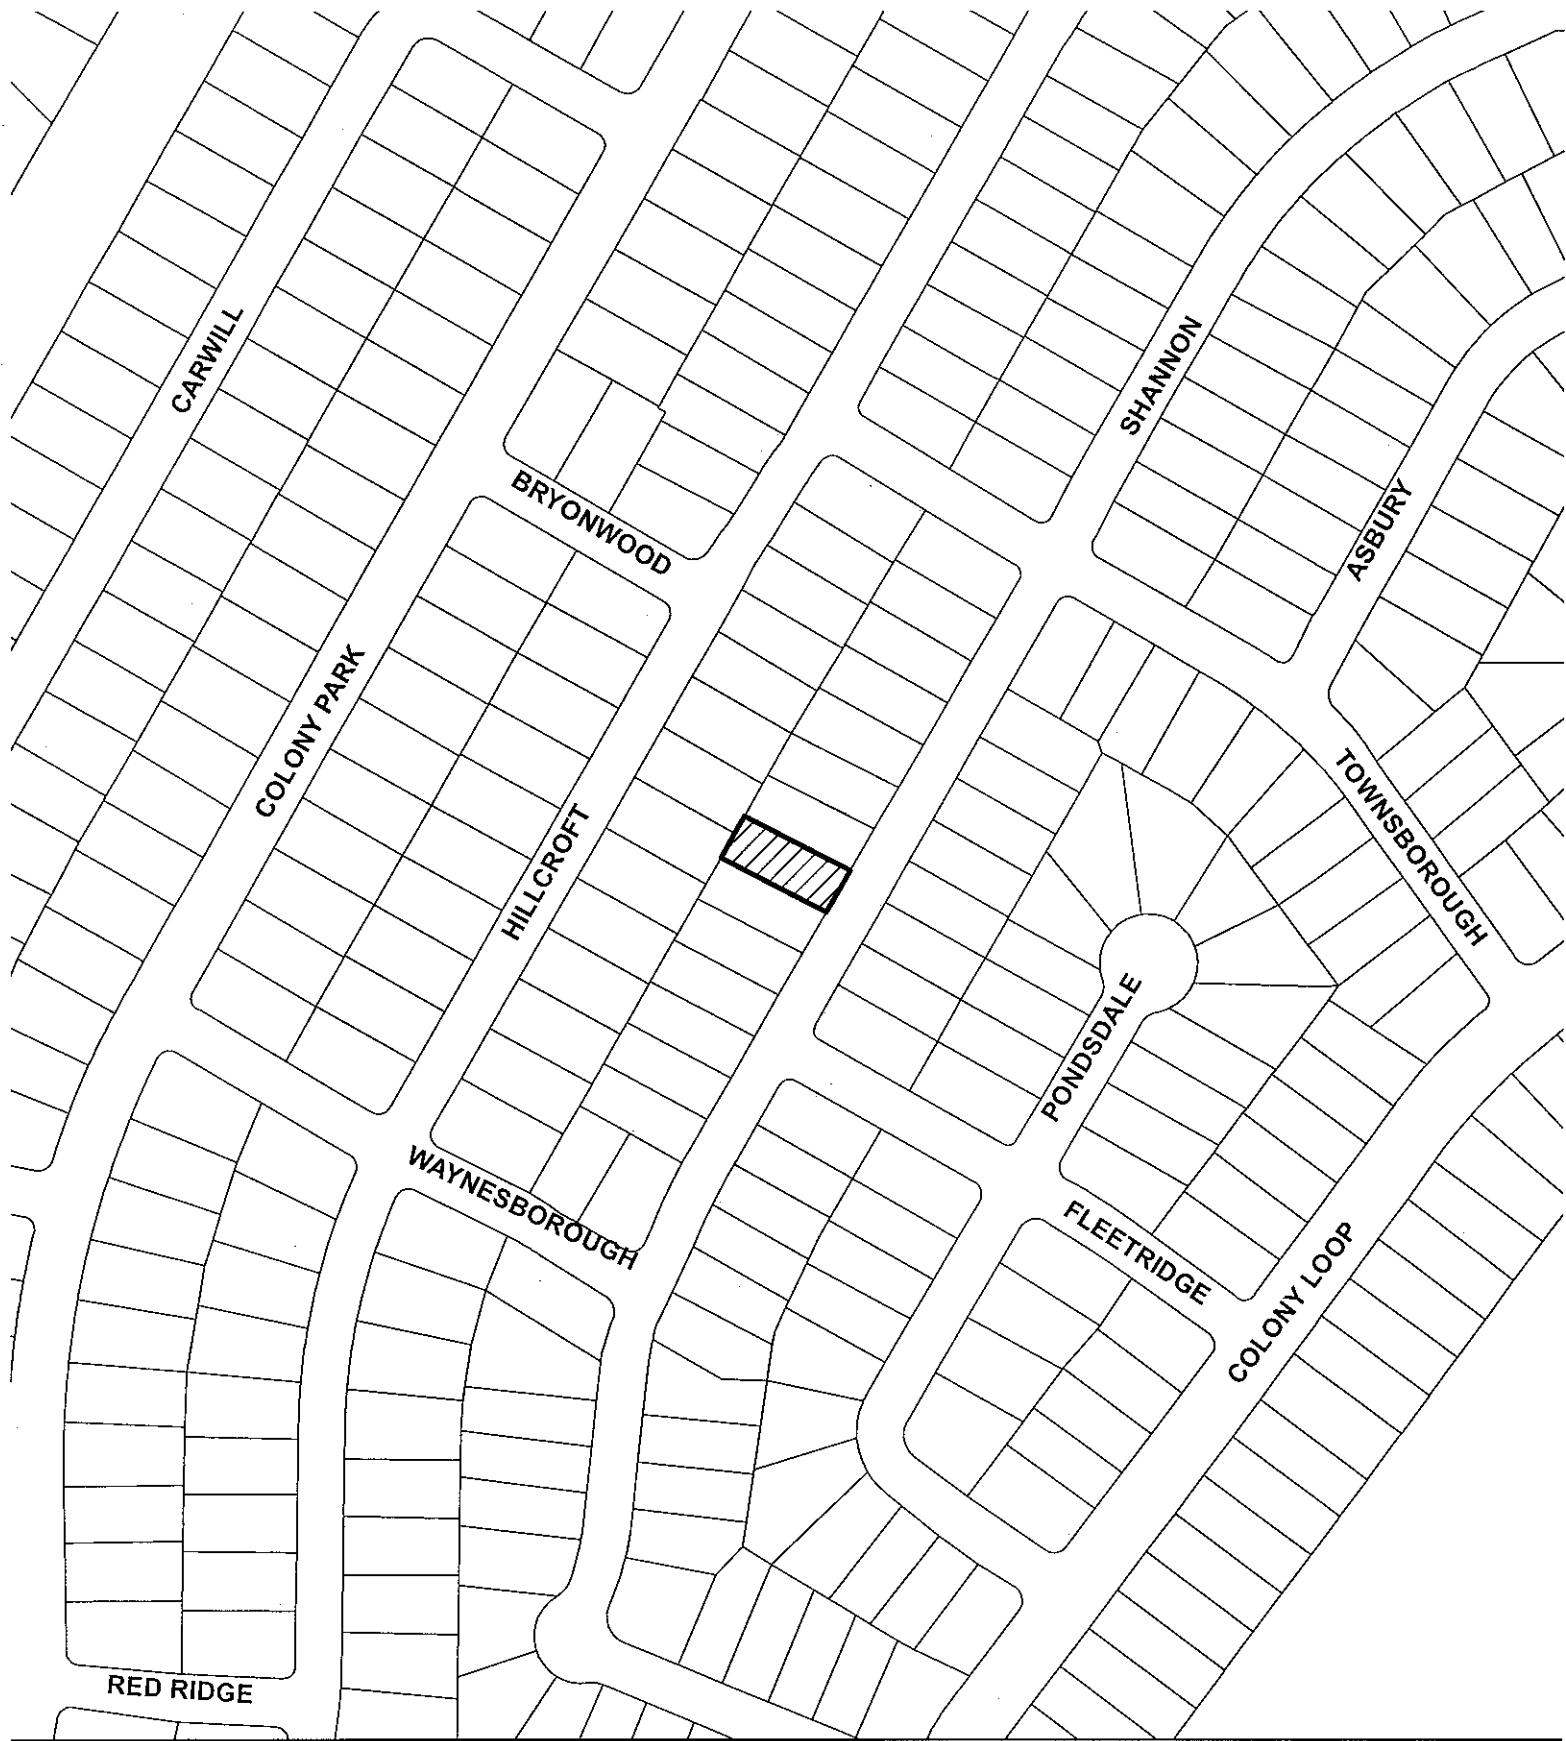 CARWILL
SHANNON
BRYONWOOD
ASBURY
COLONY PARK
TOWNSBOROUGH
HILLCROFT
PONDSDALE
WAYNESBOROUGH
FLEETRIDGE
COLONY LOOP
RED RIDGE